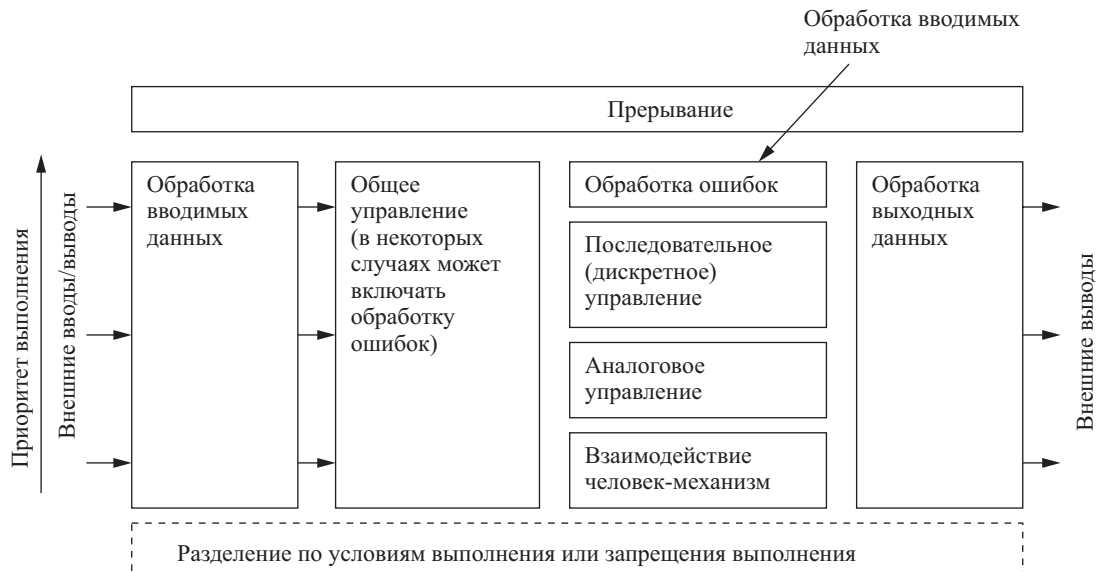 Обработка вводимых
данных
Прерывание
Приоритет выполнения
Внешние вводы/выводы
Обработка
вводимых
данных
Общее
управление
(в некоторых
случаях может
включать
обработку
ошибок)
Обработка ошибок
Последовательное
(дискретное)
управление
Аналоговое
управление
Взаимодействие
человек-механизм
Обработка
выходных
данных
Внешние выводы
Разделение по условиям выполнения или запрещения выполнения